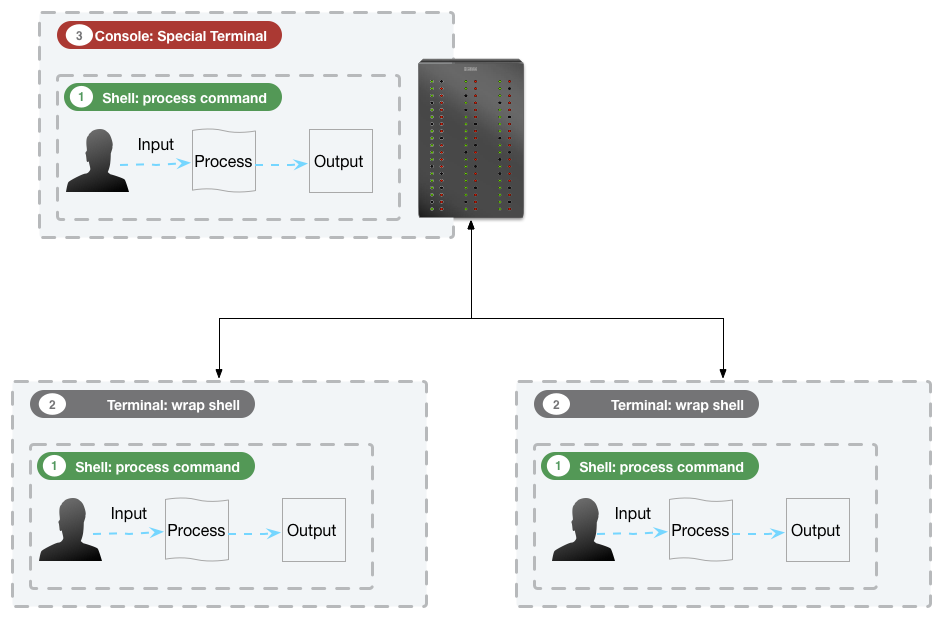 3 Console: Special Terminal
1 Shell: process command
Input
Process
Output
2 Terminal: wrap shell
1 Shell: process command
Input
Process
Output
2 Terminal: wrap shell
1 Shell: process command
Input
Process
Output